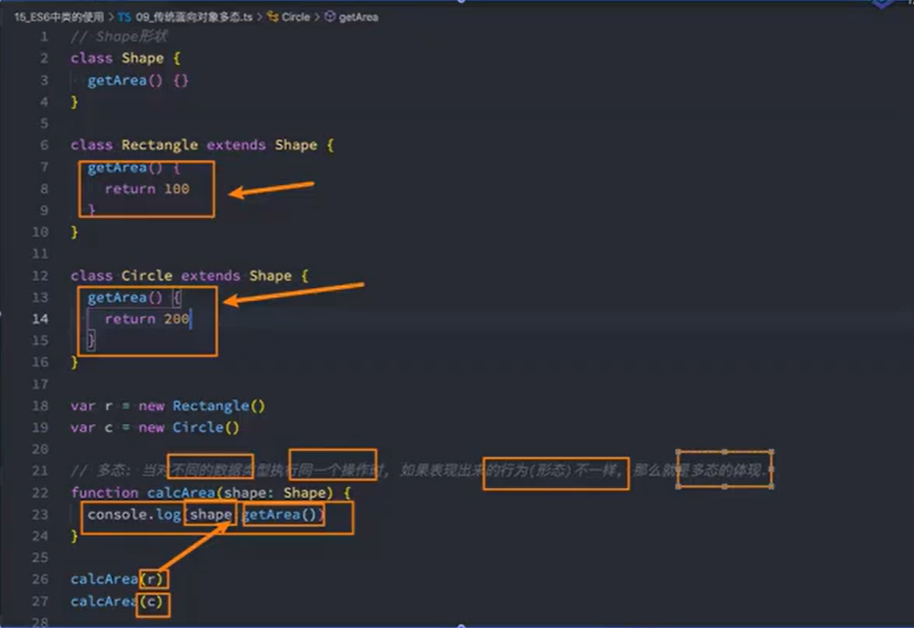 15_ES6中类的使用 > TS 09_传统面向对象多态.ts > Circle > getArea
1 // Shape形状
2 class Shape {
3 getArea() {}
4 }
5
6 class Rectangle extends Shape {
7 getArea() {
8 return 100
9 }
10 }
11
12 class Circle extends Shape {
13 getArea() {
14 return 200
15 }
16 }
17
18 var r = new Rectangle()
19 var c = new Circle()
20
21 // 多态: 当对不同的数据类型执行同一个操作时, 如果表现出来的行为(形态)不一样, 那么就是多态的体现.
22 function calcArea(shape: Shape) {
23 console.log(shape.getArea())
24 }
25
26 calcArea(r)
27 calcArea(c)
28